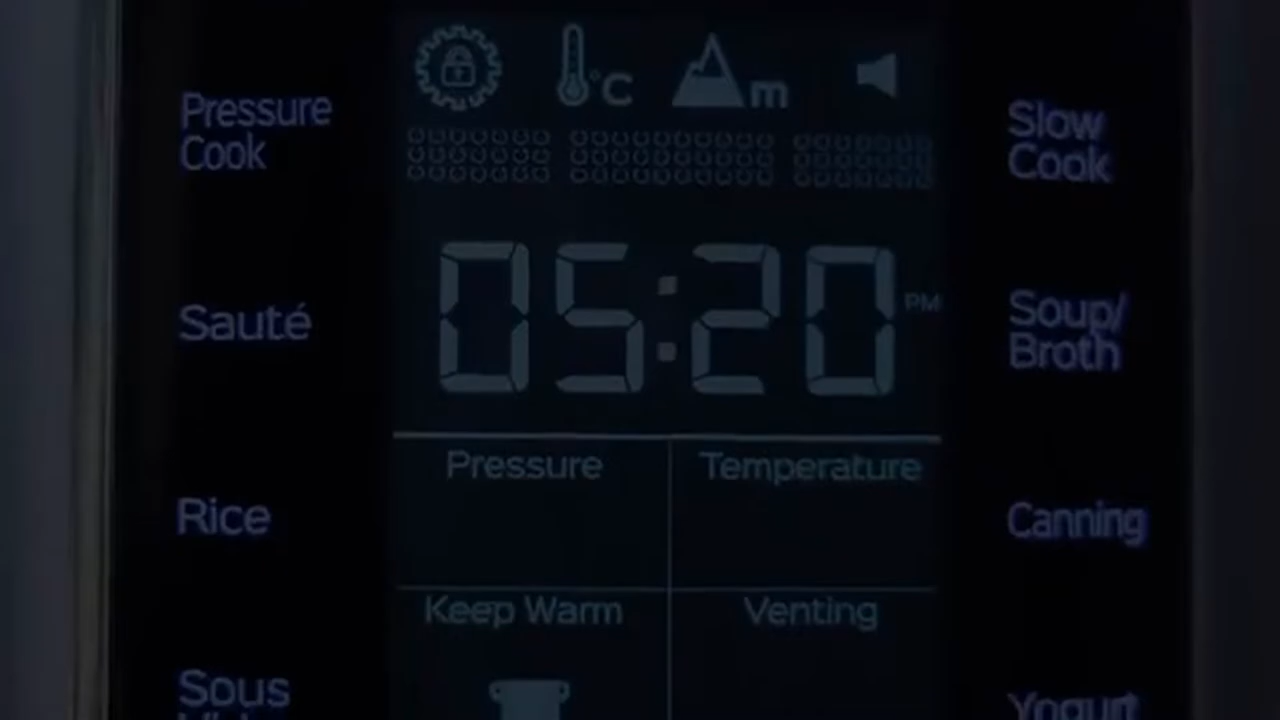 °C
m
Pressure
Cook
Slow
Cook
05:20
PM
Sauté
Soup/
Broth
Pressure
Temperature
Rice
Canning
Keep Warm
Venting
Sous
Yogurt